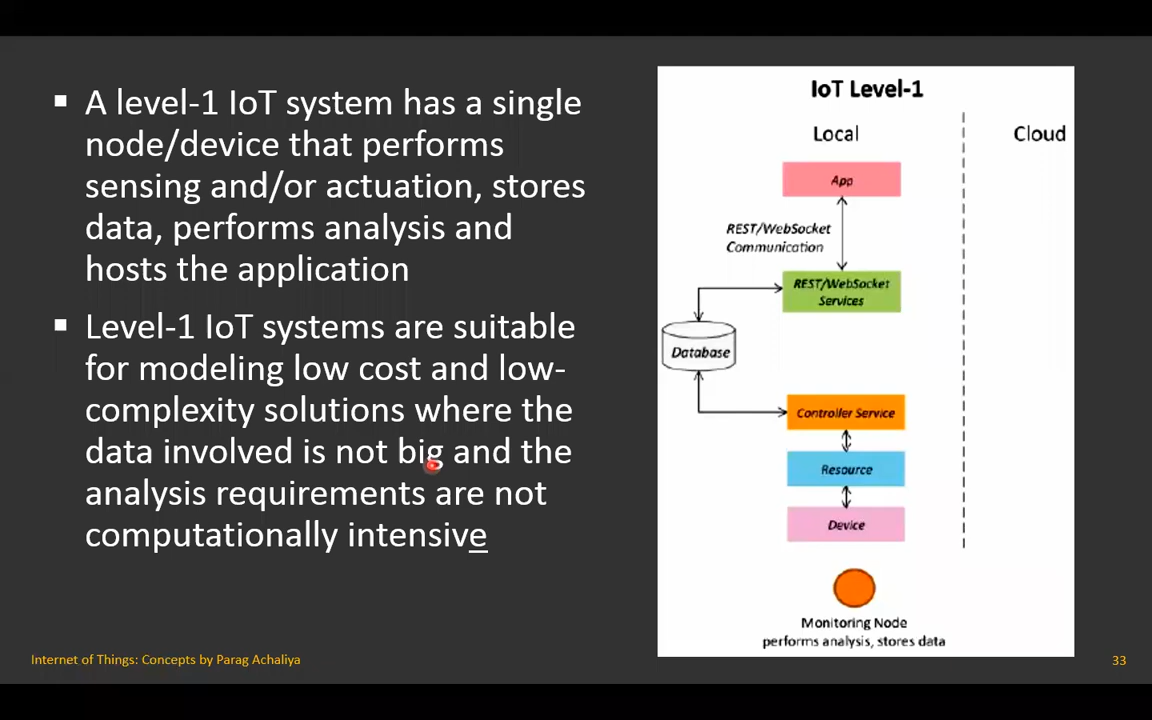 ▪ A level-1 IoT system has a single
node/device that performs
sensing and/or actuation, stores
data, performs analysis and
hosts the application
▪ Level-1 IoT systems are suitable
for modeling low cost and low-
complexity solutions where the
data involved is not big and the
analysis requirements are not
computationally intensive
IoT Level-1
Local
Cloud
App
REST/WebSocket
Communication
REST/WebSocket
Services
Database
Controller Service
Resource
Device
Monitoring Node
performs analysis, stores data
Internet of Things: Concepts by Parag Achaliya
33